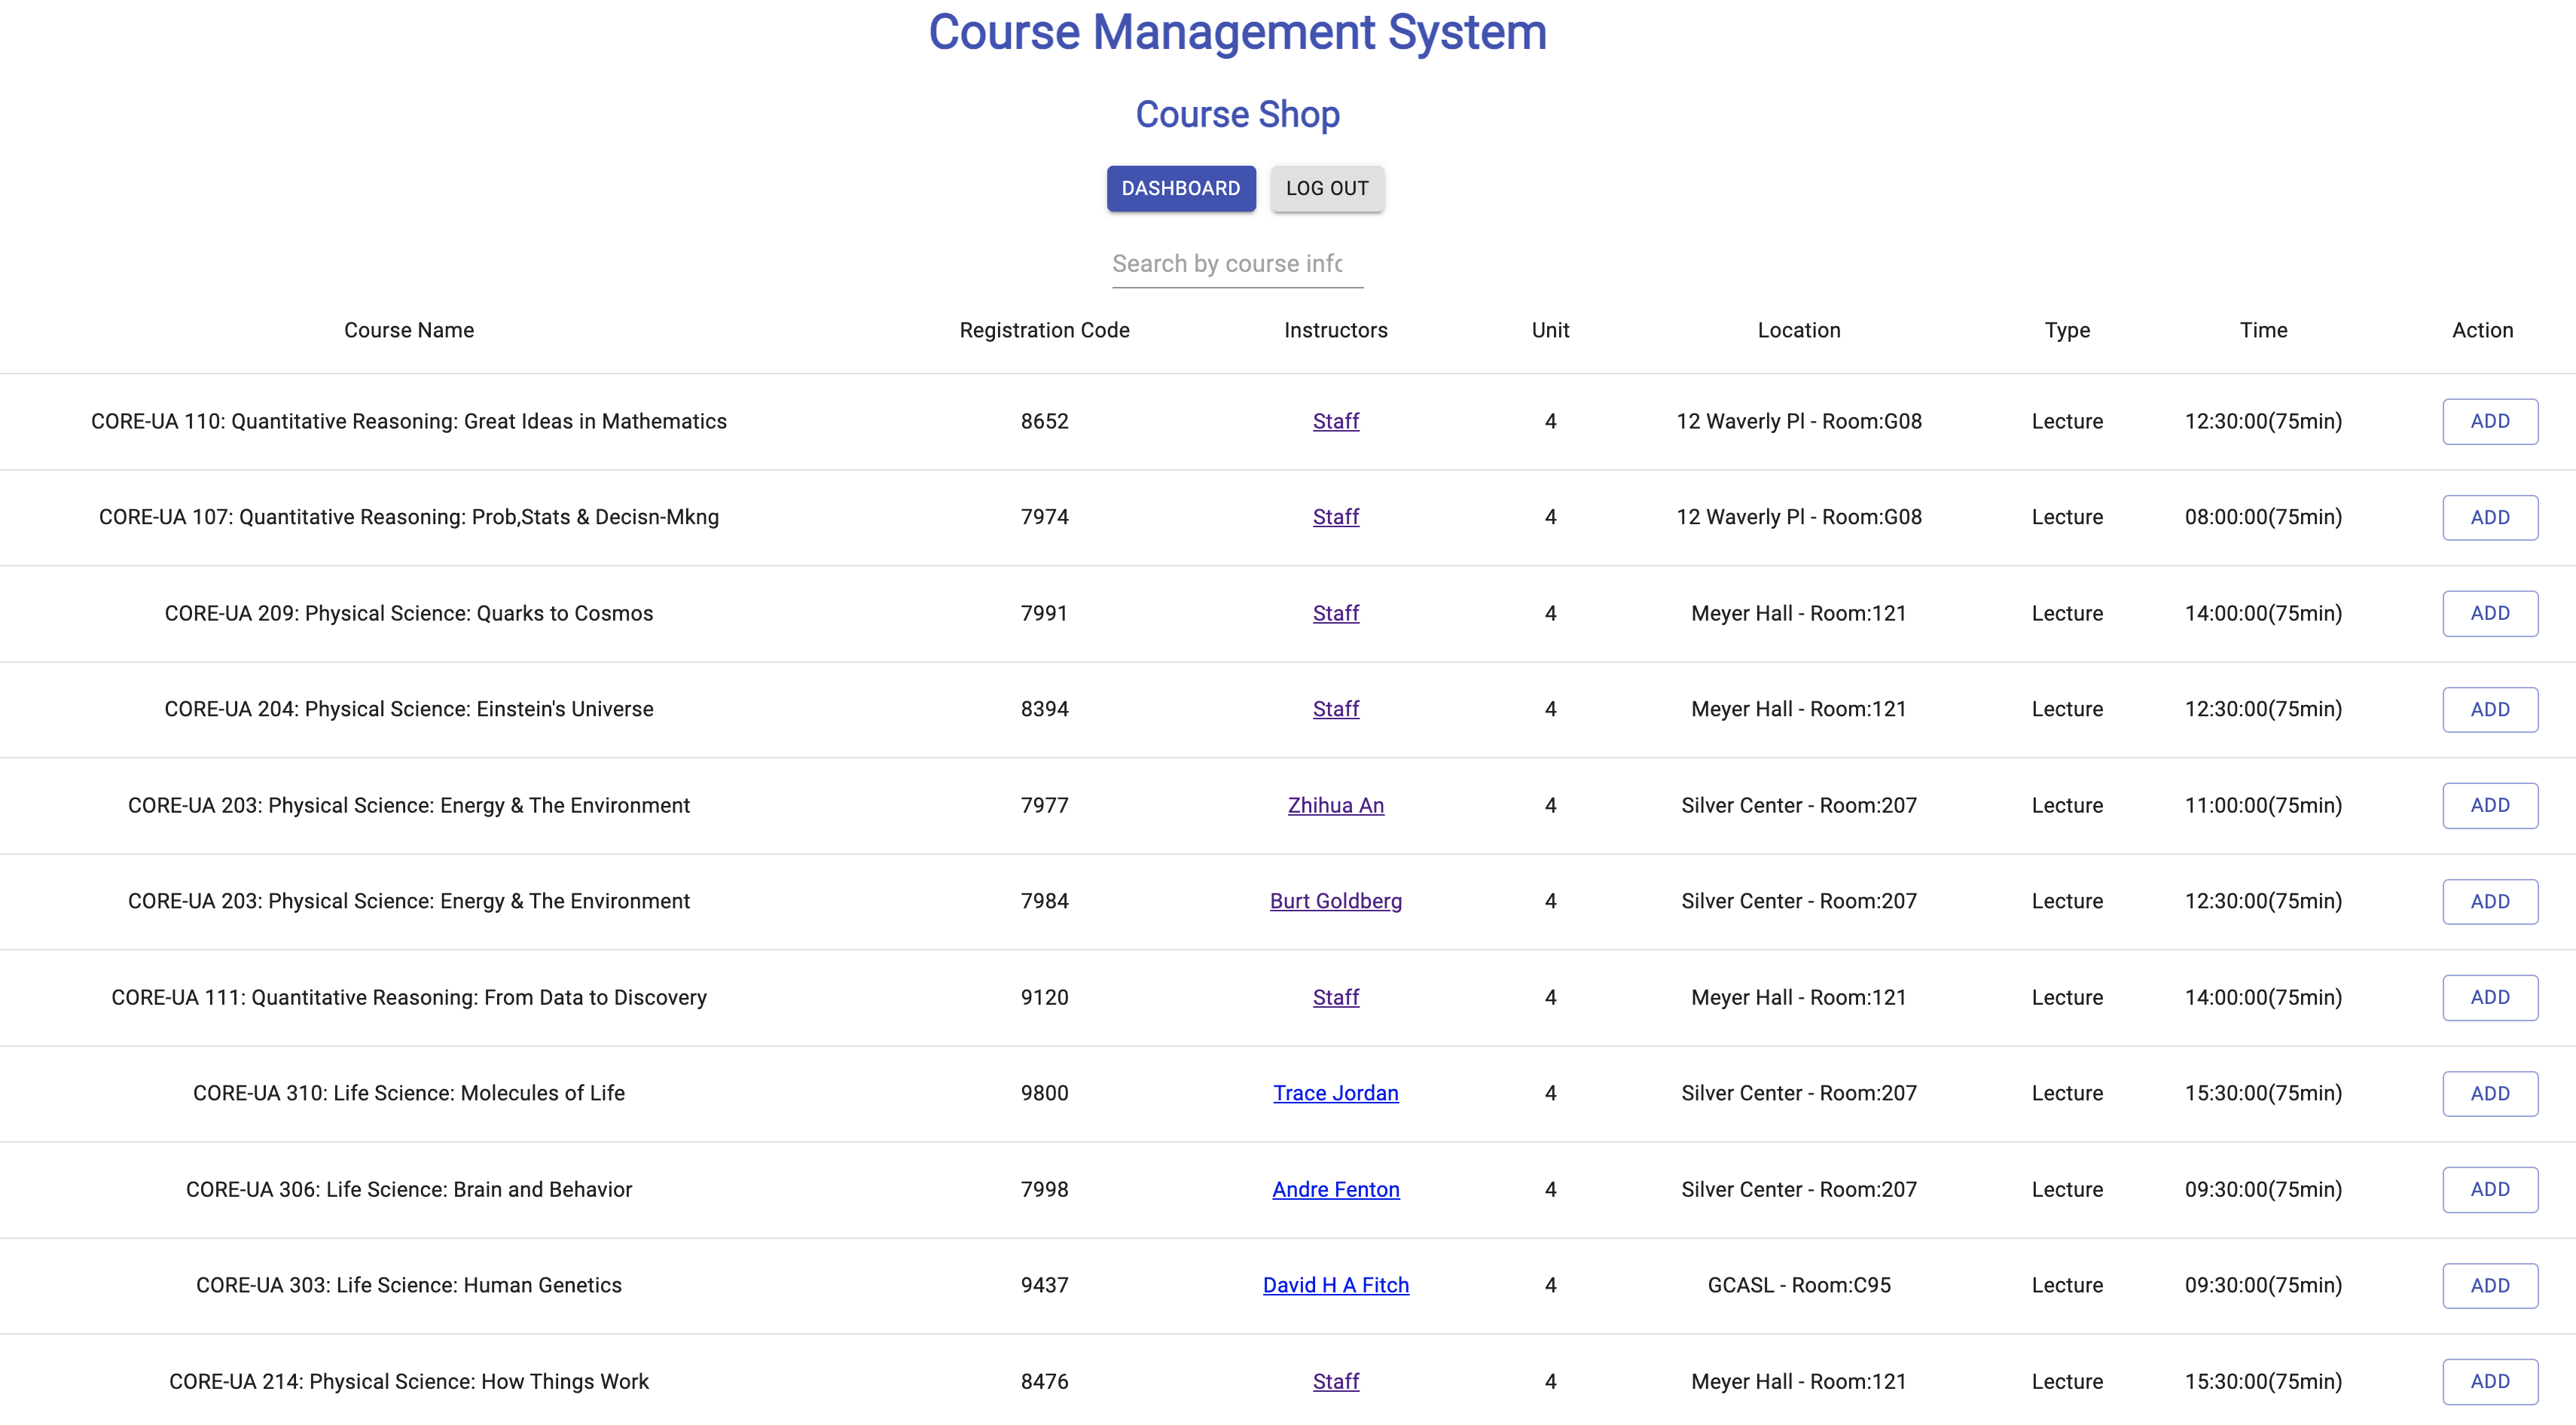 Course Management System
Course Shop
DASHBOARD LOG OUT
Search by course info
Course Name Registration Code Instructors Unit Location Type Time Action
CORE-UA 110: Quantitative Reasoning: Great Ideas in Mathematics 8652 Staff 4 12 Waverly Pl - Room:G08 Lecture 12:30:00(75min) ADD
CORE-UA 107: Quantitative Reasoning: Prob,Stats & Decisn-Mkng 7974 Staff 4 12 Waverly Pl - Room:G08 Lecture 08:00:00(75min) ADD
CORE-UA 209: Physical Science: Quarks to Cosmos 7991 Staff 4 Meyer Hall - Room:121 Lecture 14:00:00(75min) ADD
CORE-UA 204: Physical Science: Einstein's Universe 8394 Staff 4 Meyer Hall - Room:121 Lecture 12:30:00(75min) ADD
CORE-UA 203: Physical Science: Energy & The Environment 7977 Zhihua An 4 Silver Center - Room:207 Lecture 11:00:00(75min) ADD
CORE-UA 203: Physical Science: Energy & The Environment 7984 Burt Goldberg 4 Silver Center - Room:207 Lecture 12:30:00(75min) ADD
CORE-UA 111: Quantitative Reasoning: From Data to Discovery 9120 Staff 4 Meyer Hall - Room:121 Lecture 14:00:00(75min) ADD
CORE-UA 310: Life Science: Molecules of Life 9800 Trace Jordan 4 Silver Center - Room:207 Lecture 15:30:00(75min) ADD
CORE-UA 306: Life Science: Brain and Behavior 7998 Andre Fenton 4 Silver Center - Room:207 Lecture 09:30:00(75min) ADD
CORE-UA 303: Life Science: Human Genetics 9437 David H A Fitch 4 GCASL - Room:C95 Lecture 09:30:00(75min) ADD
CORE-UA 214: Physical Science: How Things Work 8476 Staff 4 Meyer Hall - Room:121 Lecture 15:30:00(75min) ADD